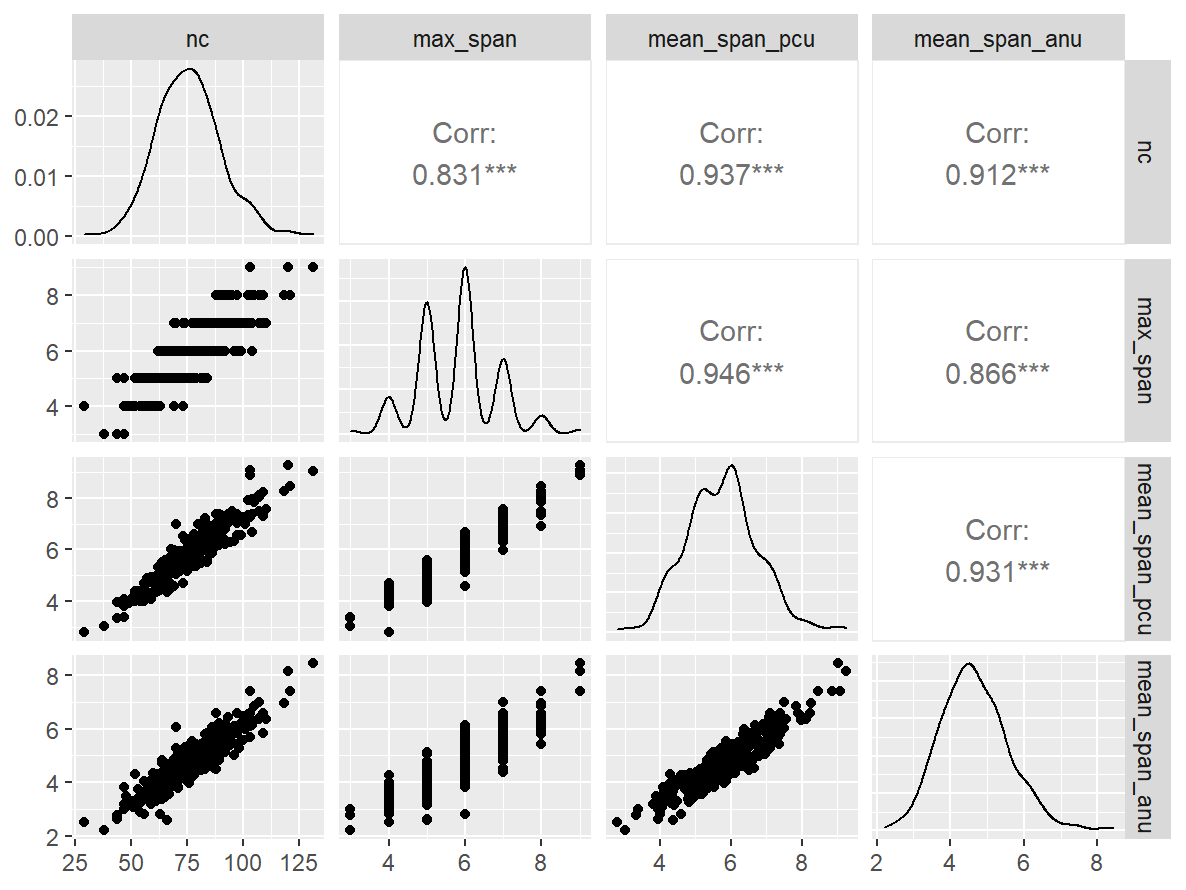 nc
max_span
mean_span_pcu
mean_span_anu
0.02
0.01
0.00
Corr:
0.831***
Corr:
0.937***
Corr:
0.912***
nc
8
6
4
Corr:
0.946***
Corr:
0.866***
max_span
8
6
4
Corr:
0.931***
mean_span_pcu
8
6
4
2
mean_span_anu
25 50 75 100 125
4 6 8
4 6 8
2 4 6 8